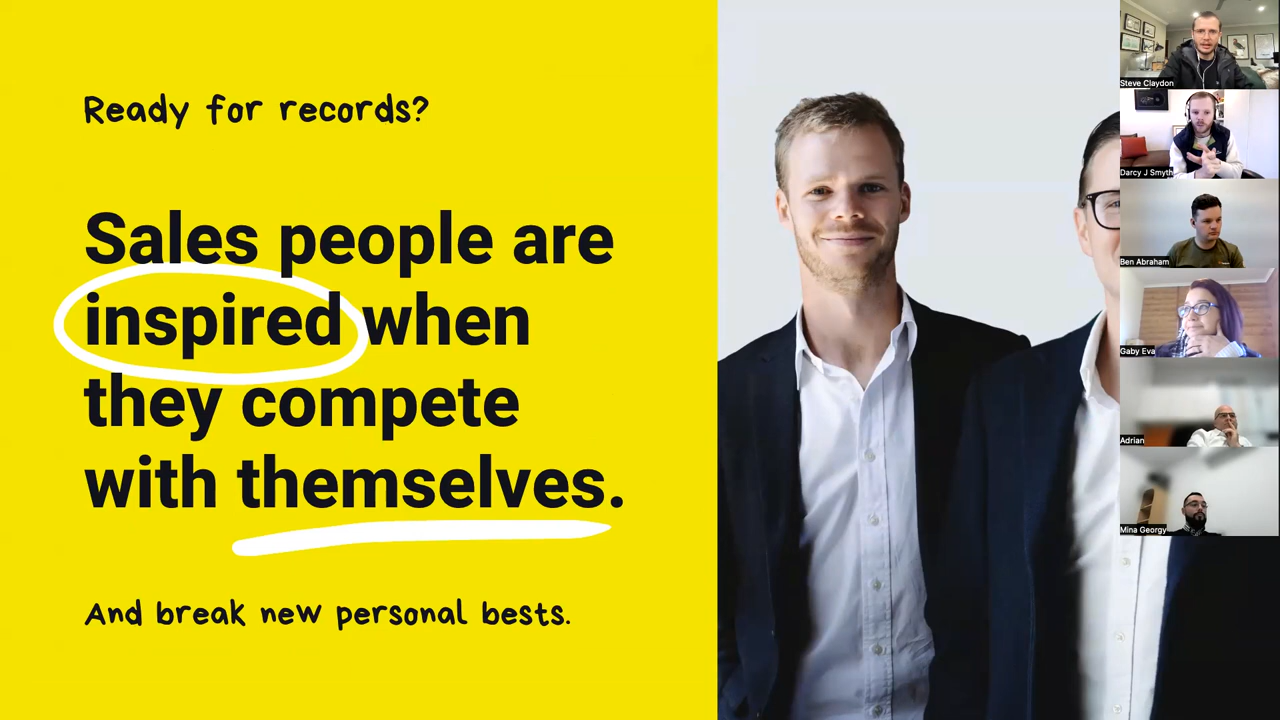 Ready for records?
Sales people are
inspired when
they compete
with themselves.
And break new personal bests.
Steve Claydon
Darcy J Smyth
Ben Abraham
Gaby Eva
Adrian
Mina Georgy